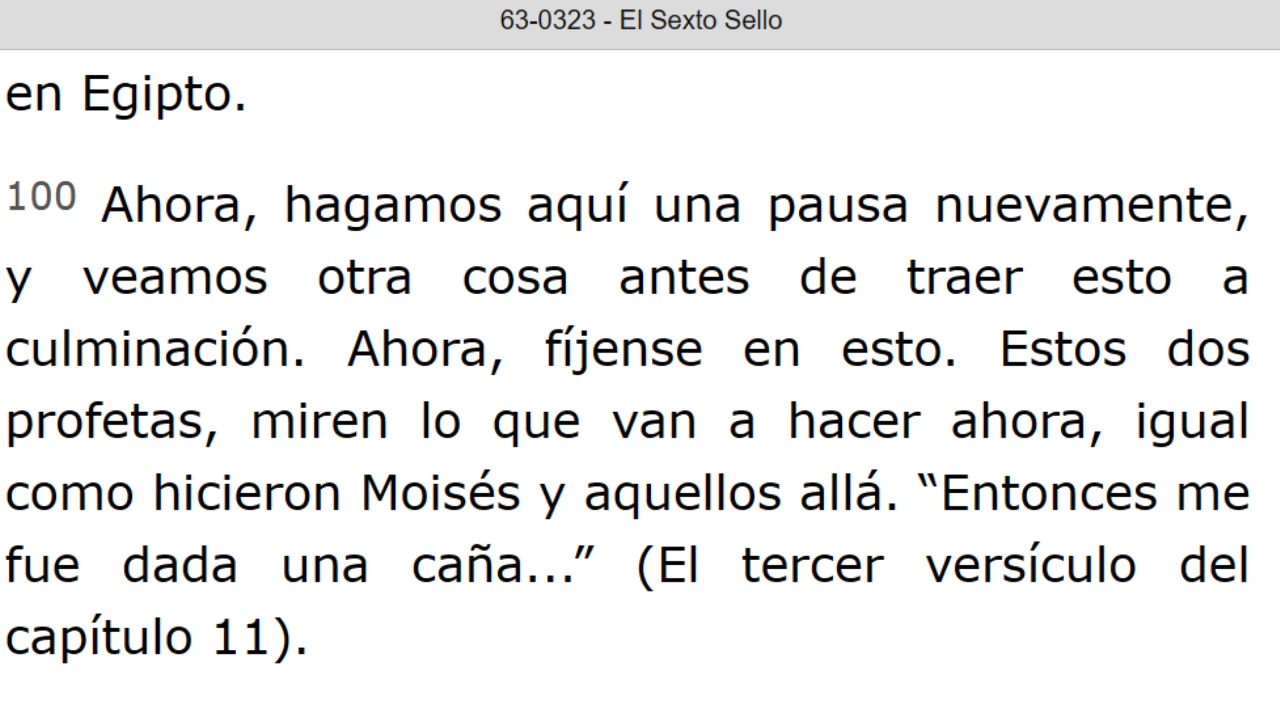 63-0323 - El Sexto Sello
en Egipto.
100 Ahora, hagamos aquí una pausa nuevamente,
y veamos otra cosa antes de traer esto a
culminación. Ahora, fíjense en esto. Estos dos
profetas, miren lo que van a hacer ahora, igual
como hicieron Moisés y aquellos allá. “Entonces me
fue dada una caña...” (El tercer versículo del
capítulo 11).